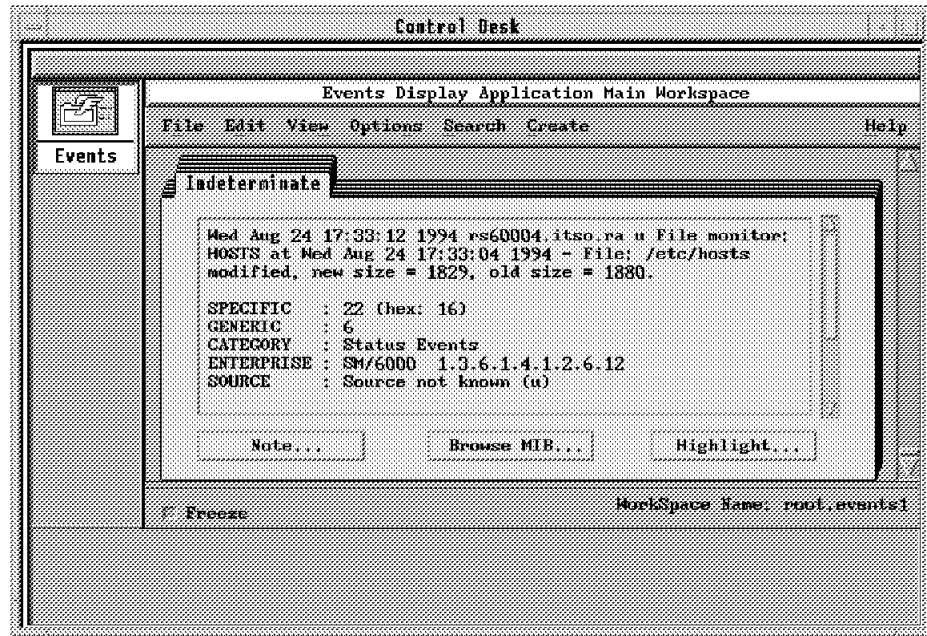 Control Desk
Events Display Application Main Workspace
File Edit View Options Search Create Help
Events
Indeterminate
Wed Aug 24 17:33:12 1994 rs60004.itso.ra u File monitor:
HOSTS at Wed Aug 24 17:33:04 1994 - File: /etc/hosts
modified, new size = 1829, old size = 1880.
SPECIFIC : 22 (hex: 16)
GENERIC : 6
CATEGORY : Status Events
ENTERPRISE : SM/6000 1.3.6.1.4.1.2.6.12
SOURCE : Source not known (u)
Note... Browse MIB... Highlight...
Freeze WorkSpace Name: root.events1